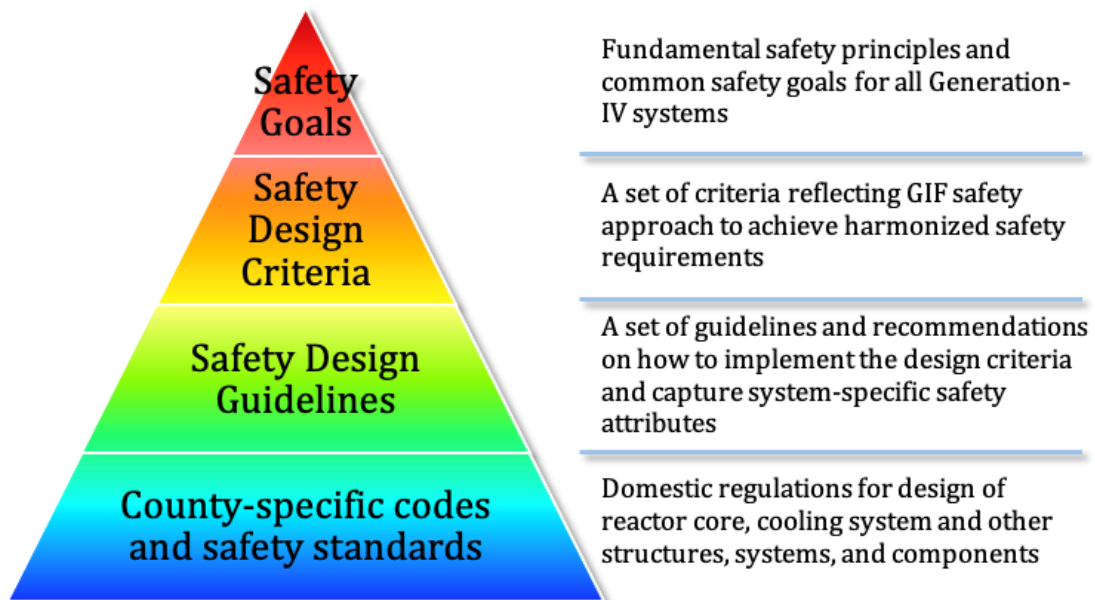 Safety
Goals
Fundamental safety principles and
common safety goals for all Generation-
IV systems
Safety
Design
Criteria
A set of criteria reflecting GIF safety
approach to achieve harmonized safety
requirements
Safety Design
Guidelines
A set of guidelines and recommendations
on how to implement the design criteria
and capture system-specific safety
attributes
County-specific codes
and safety standards
Domestic regulations for design of
reactor core, cooling system and other
structures, systems, and components